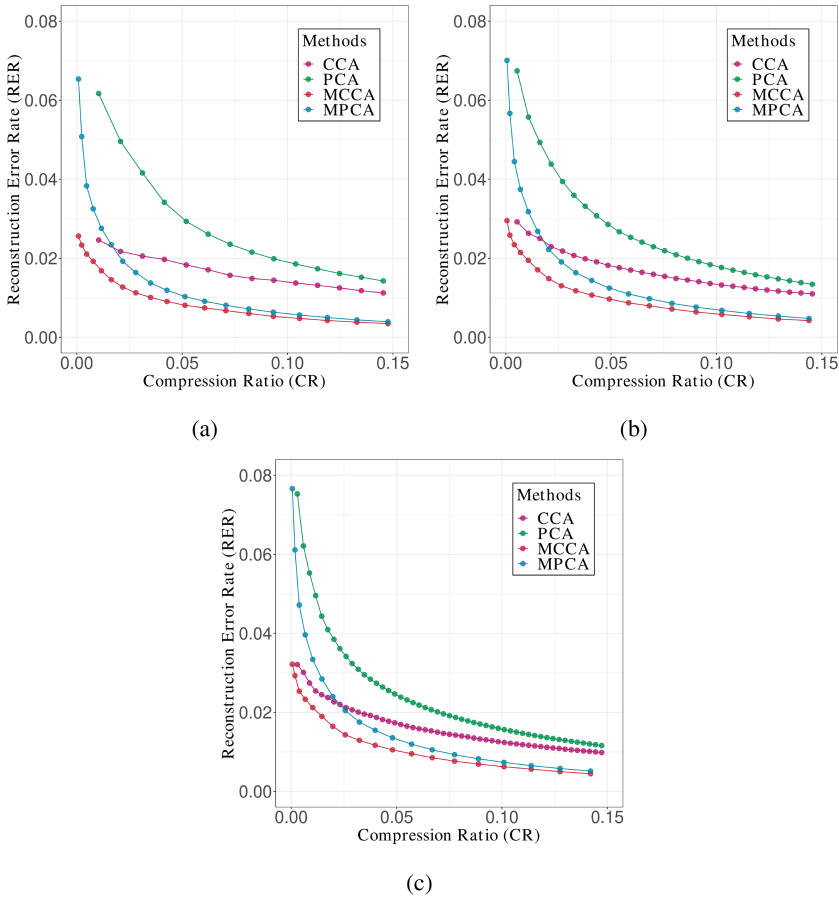 0.08
0.06
0.04
0.02
0.00
Reconstruction Error Rate (RER)
Methods
CCA
PCA
MCCA
MPCA
0.00 0.05 0.10 0.15
Compression Ratio (CR)
(a)
0.08
0.06
0.04
0.02
0.00
Reconstruction Error Rate (RER)
Methods
CCA
PCA
MCCA
MPCA
0.00 0.05 0.10 0.15
Compression Ratio (CR)
(b)
0.08
0.06
0.04
0.02
0.00
Reconstruction Error Rate (RER)
Methods
CCA
PCA
MCCA
MPCA
0.00 0.05 0.10 0.15
Compression Ratio (CR)
(c)